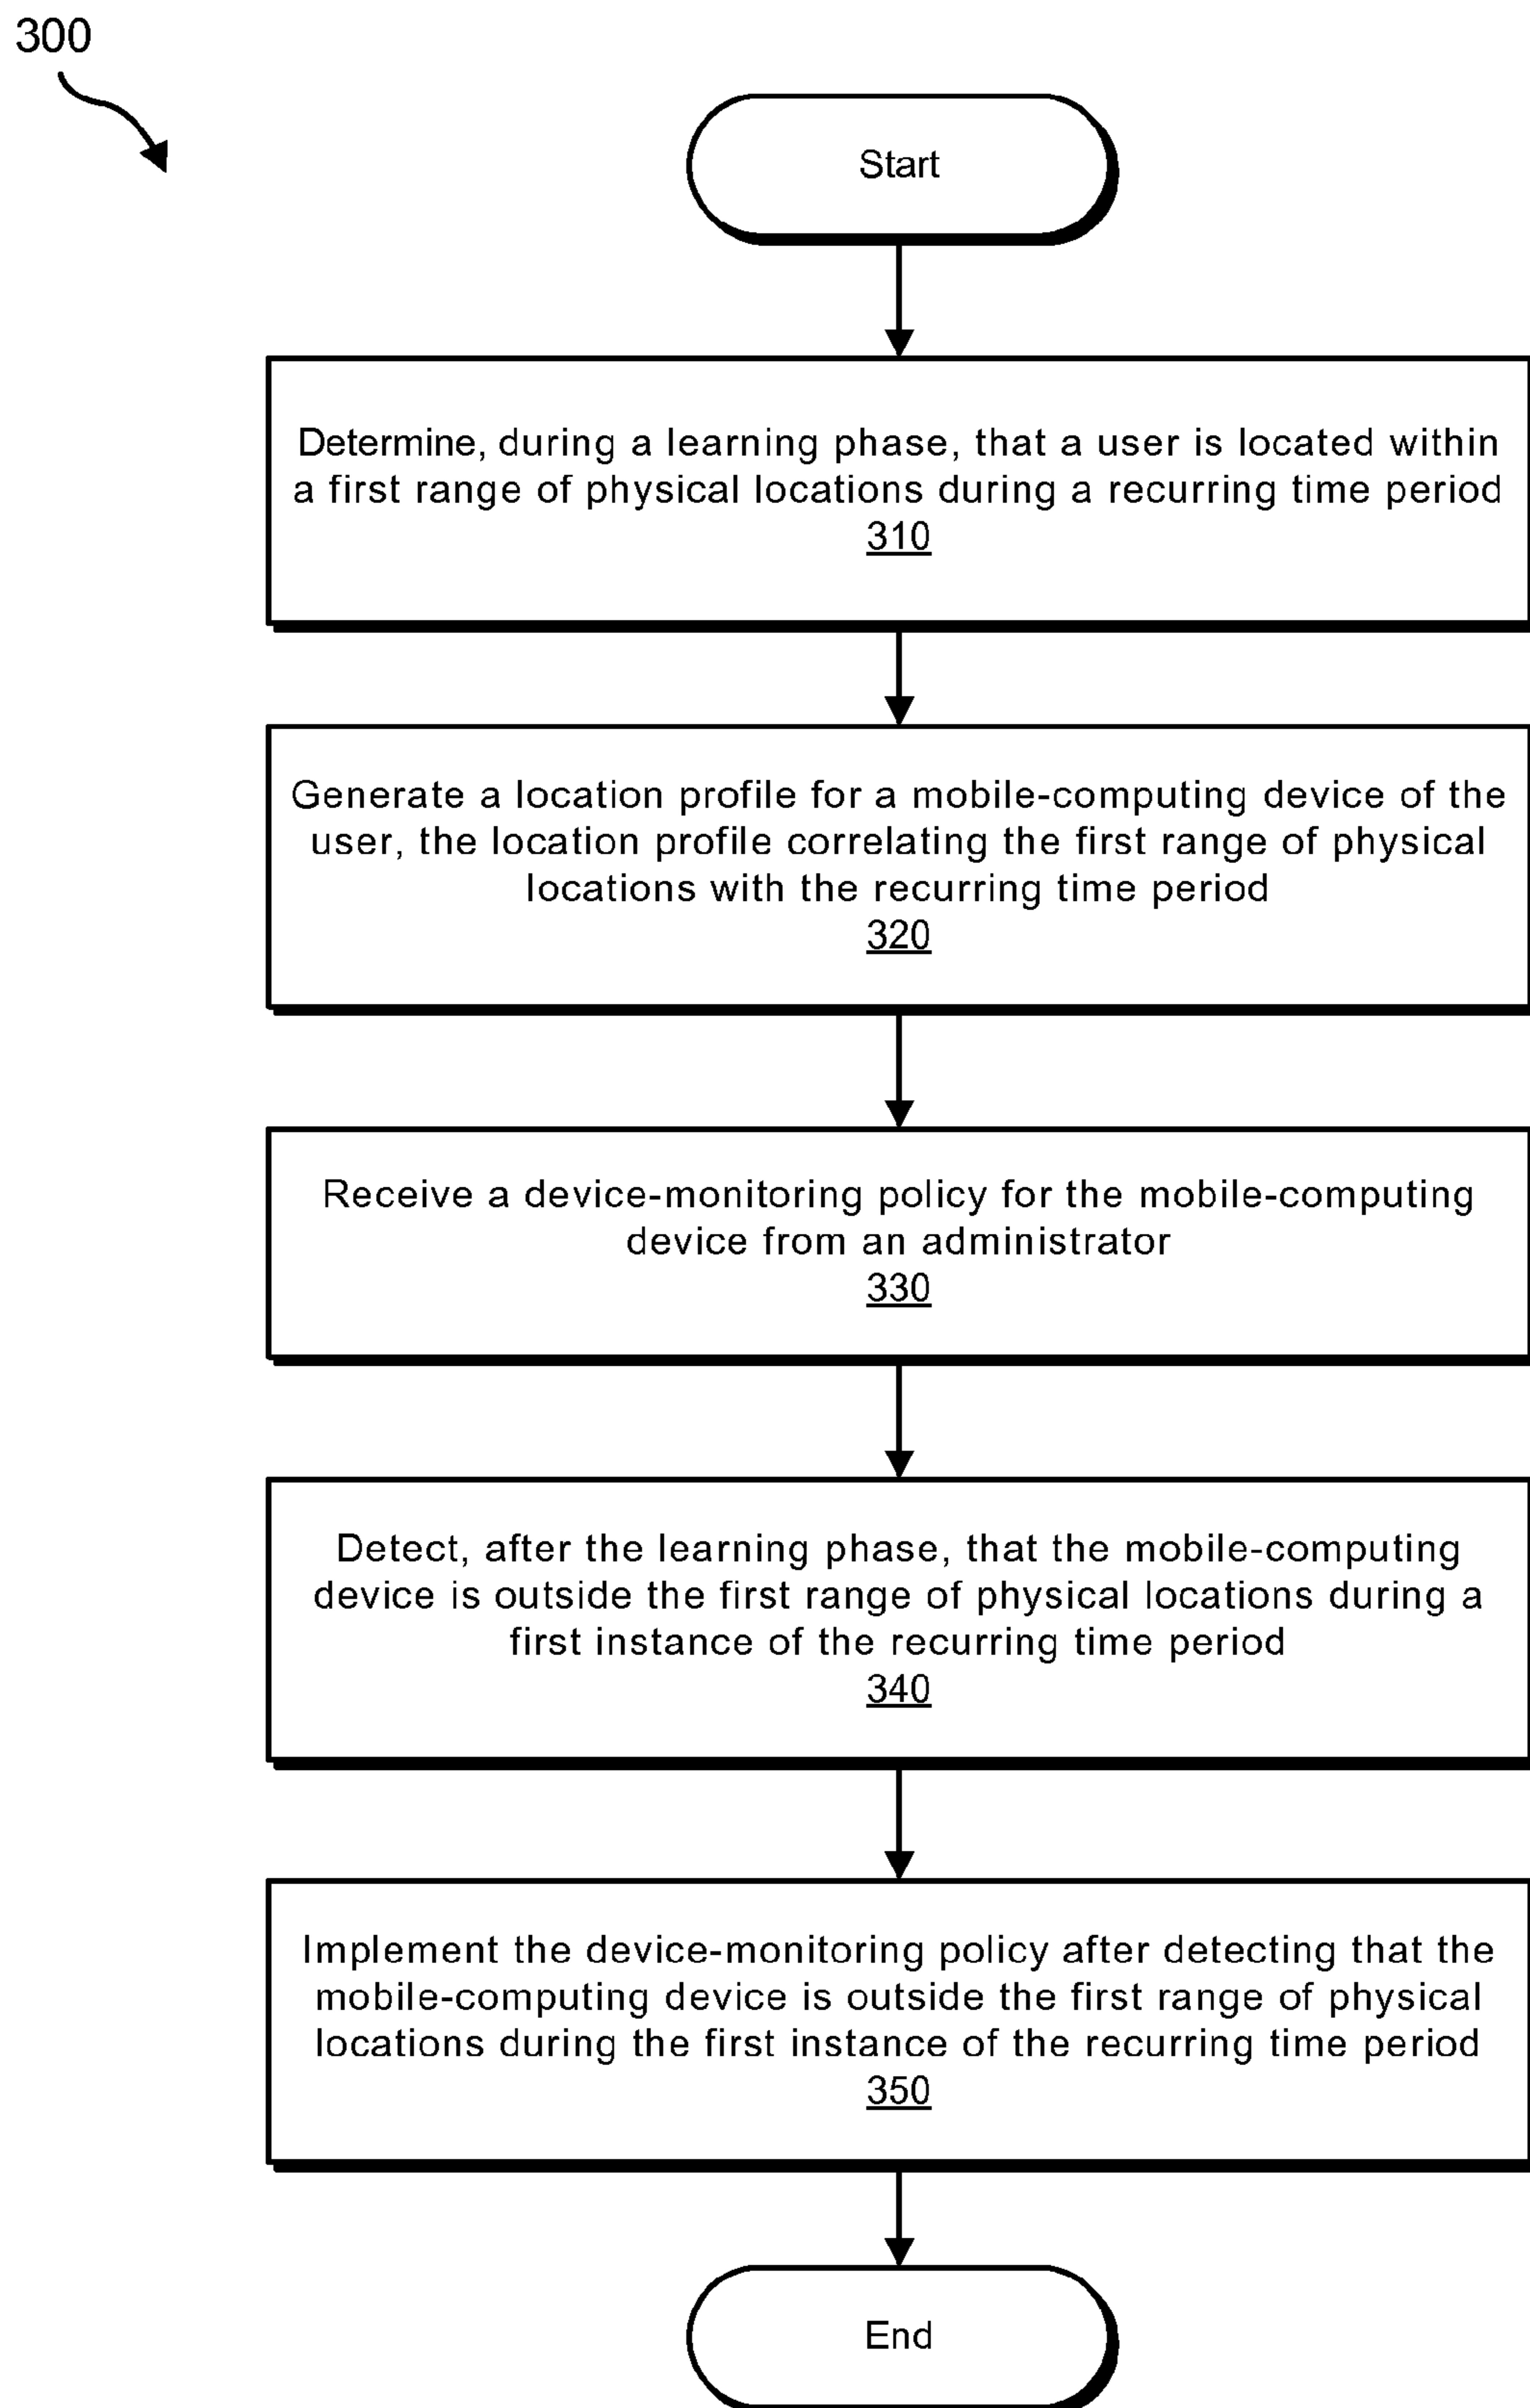 300
Start
Determine, during a learning phase, that a user is located within
a first range of physical locations during a recurring time period
310
Generate a location profile for a mobile-computing device of the
user, the location profile correlating the first range of physical
locations with the recurring time period
320
Receive a device-monitoring policy for the mobile-computing
device from an administrator
330
Detect, after the learning phase, that the mobile-computing
device is outside the first range of physical locations during a
first instance of the recurring time period
340
Implement the device-monitoring policy after detecting that the
mobile-computing device is outside the first range of physical
locations during the first instance of the recurring time period
350
End